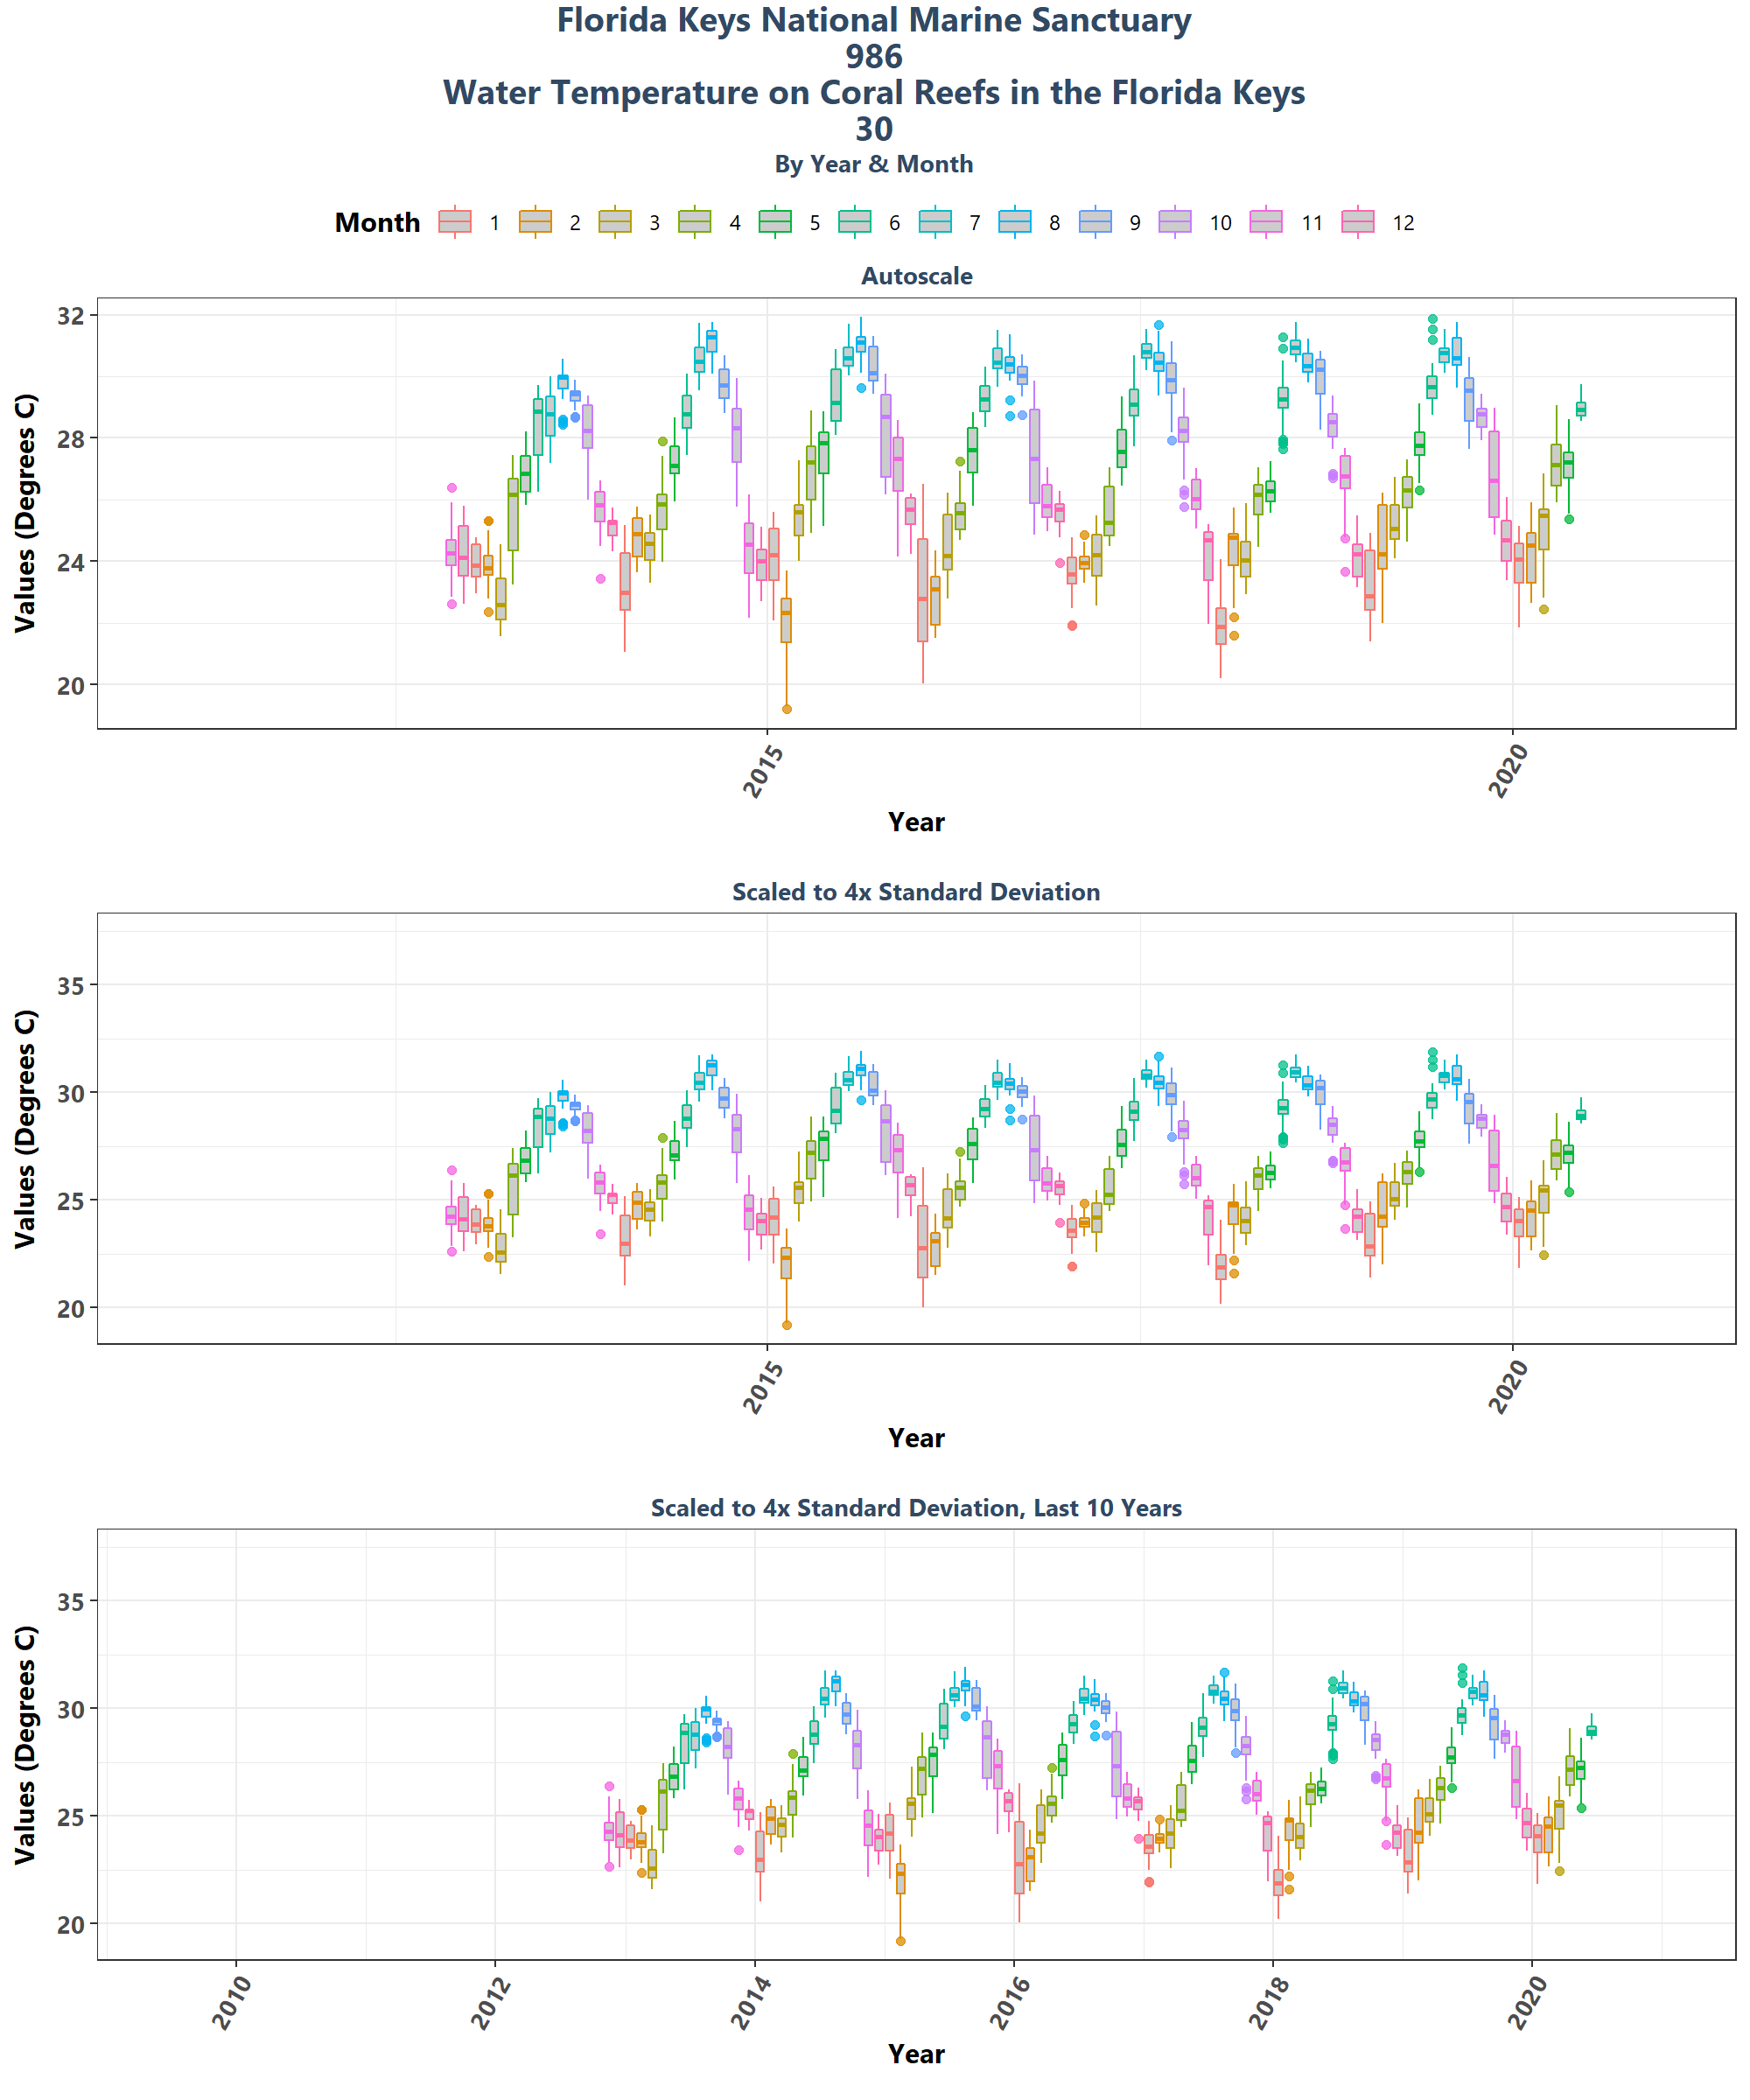 Florida Keys National Marine Sanctuary
986
Water Temperature on Coral Reefs in the Florida Keys
30
By Year & Month
Month 1 2 3 4 5 6 7 8 9 10 11 12
Autoscale
Values (Degrees C)
32
28
24
20
2015 2020
Year
Scaled to 4x Standard Deviation
Values (Degrees C)
35
30
25
20
2015 2020
Year
Scaled to 4x Standard Deviation, Last 10 Years
Values (Degrees C)
35
30
25
20
2010 2012 2014 2016 2018 2020
Year